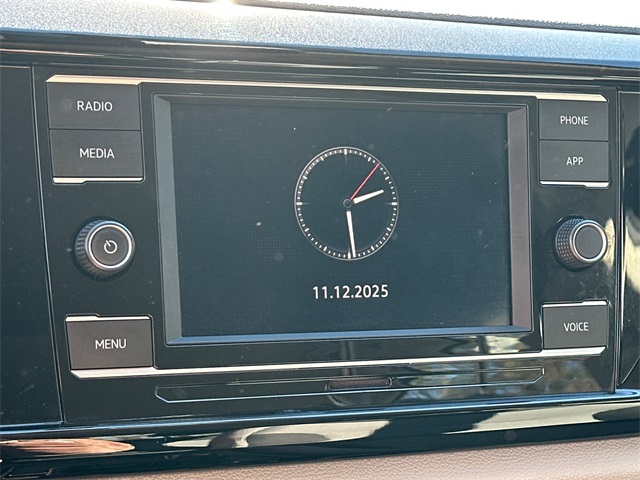 RADIO
MEDIA
MENU
11.12.2025
PHONE
APP
VOICE